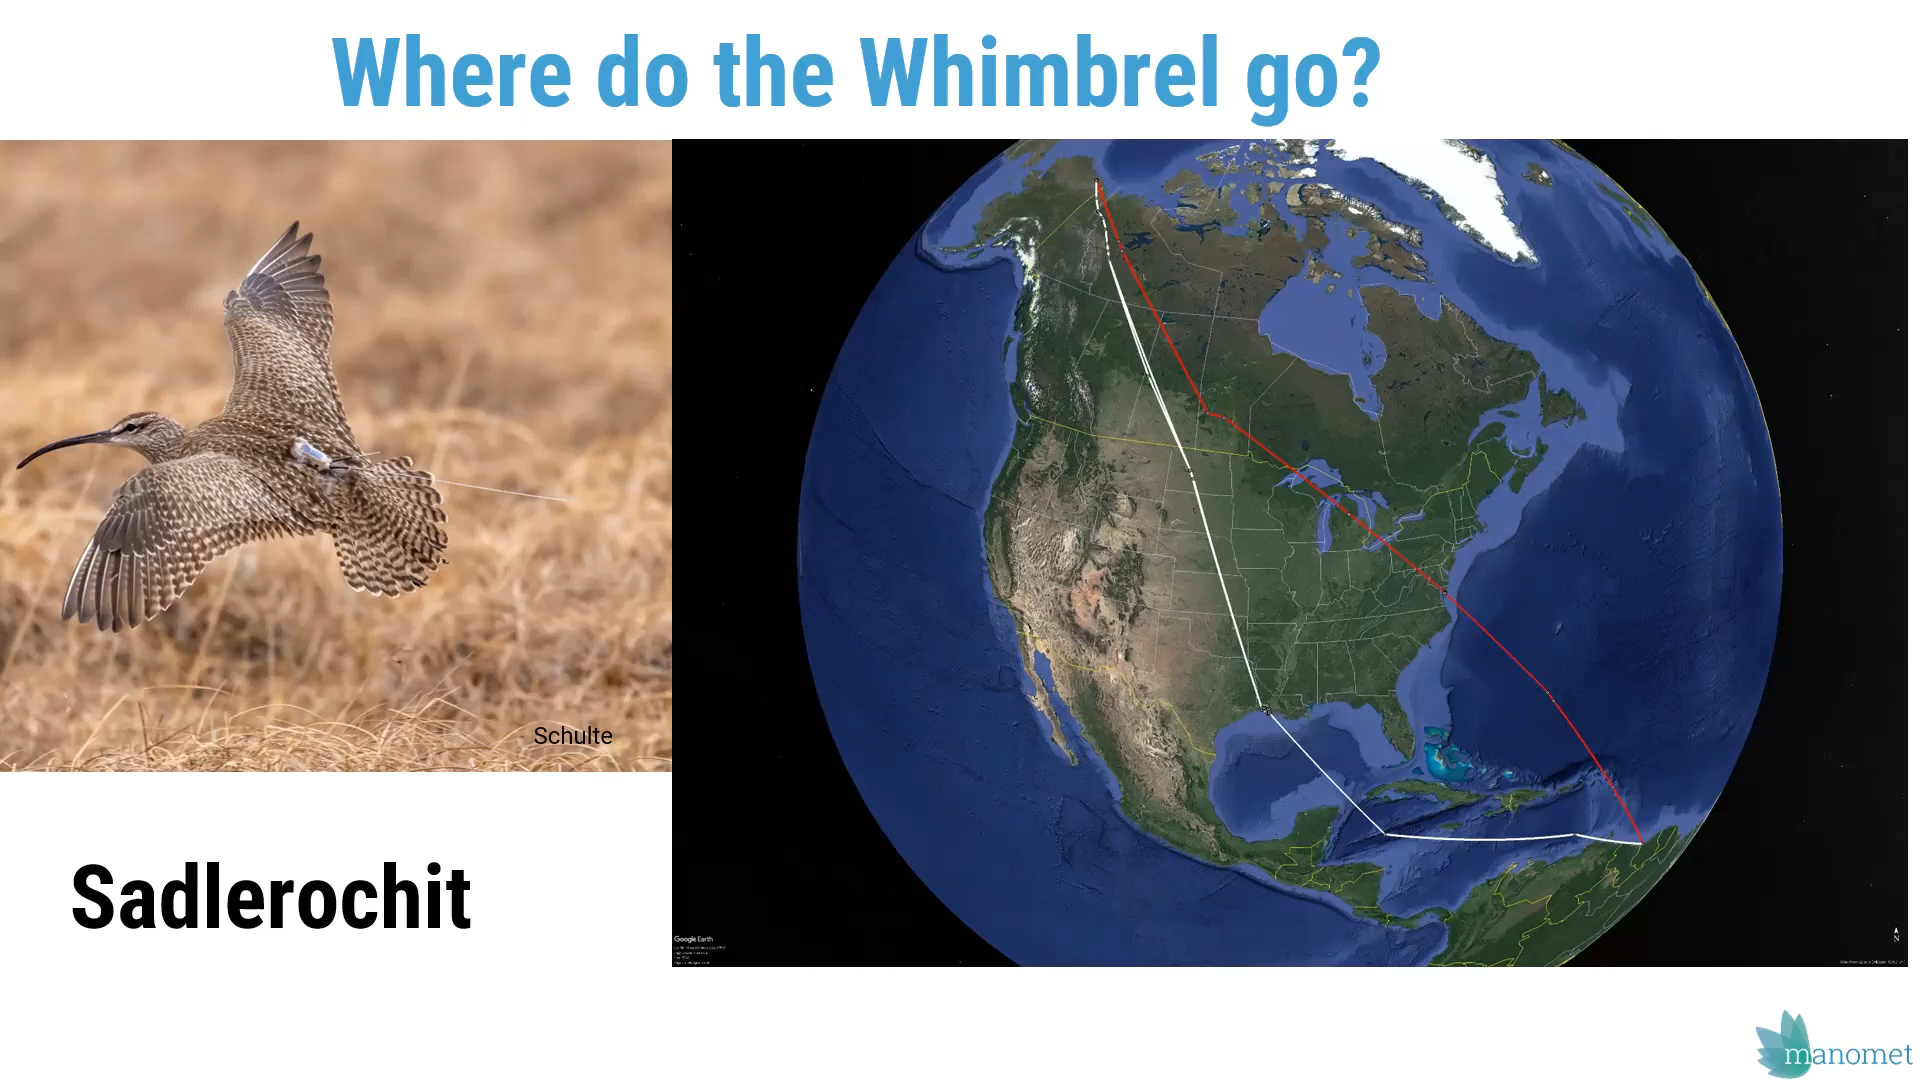 Where do the Whimbrel go?
Schulte
Sadlerochit
Google Earth
N
manomet